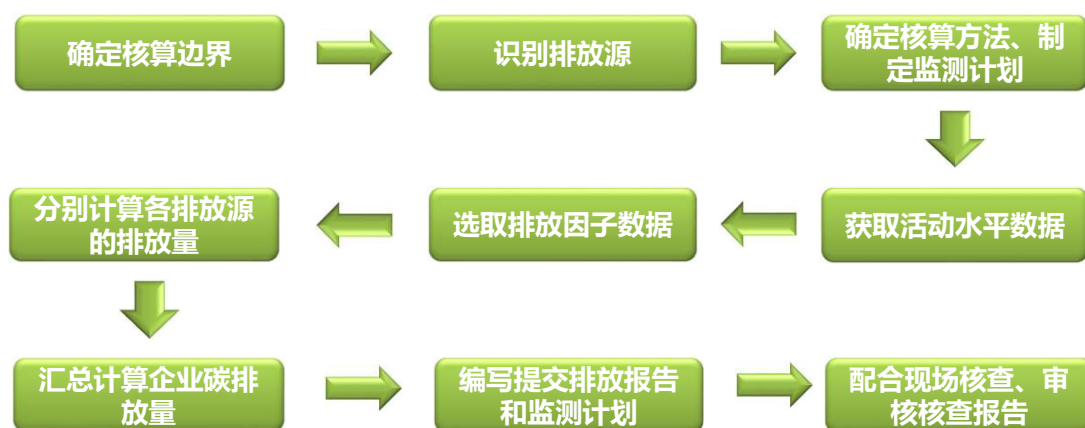 确定核算边界
识别排放源
确定核算方法、制
定监测计划
获取活动水平数据
选取排放因子数据
分别计算各排放源
的排放量
汇总计算企业碳排
放量
编写提交排放报告
和监测计划
配合现场核查、审
核核查报告